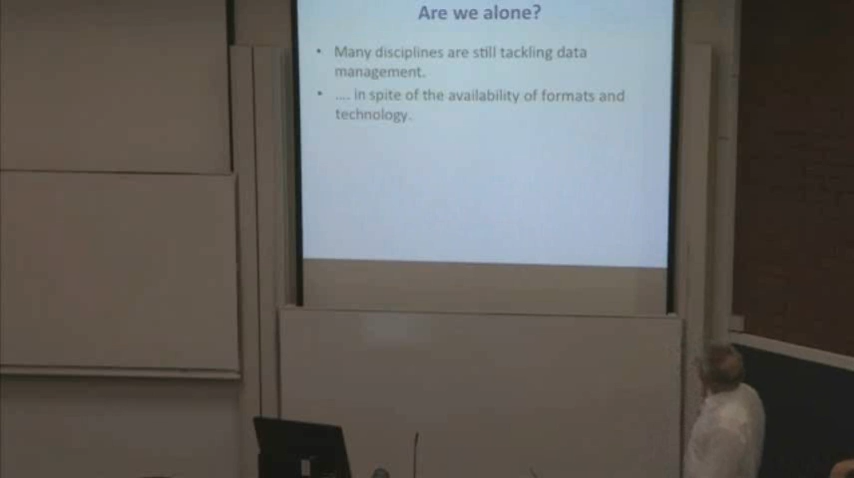 Are we alone?
• Many disciplines are still tackling data
management.
• .... in spite of the availability of formats and
technology.